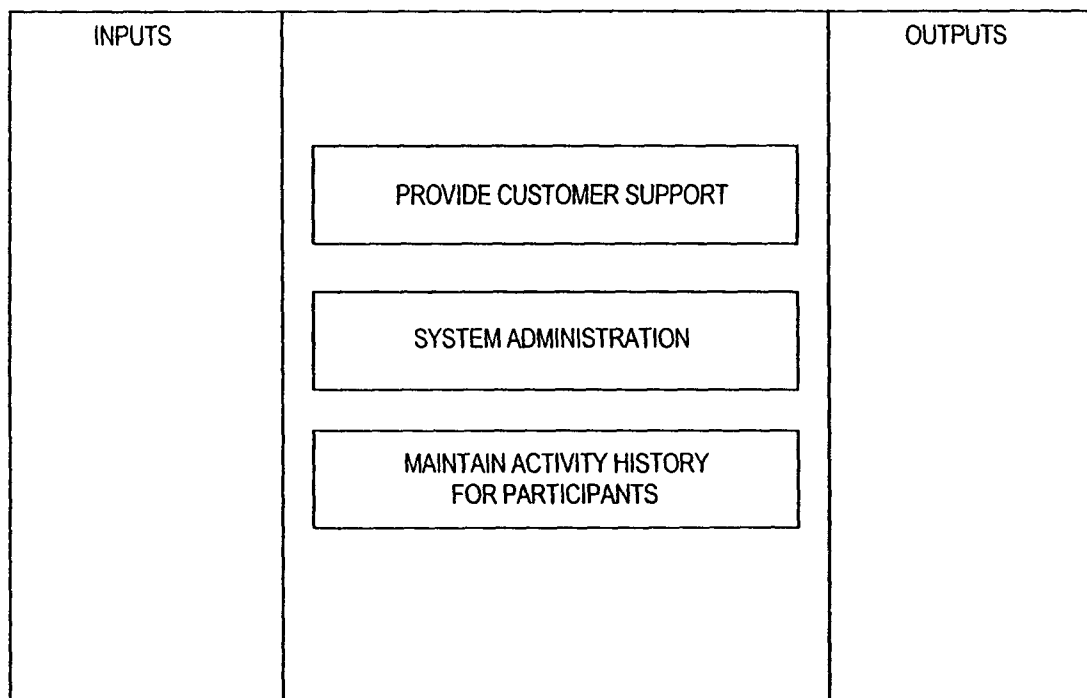 INPUTS
OUTPUTS
PROVIDE CUSTOMER SUPPORT
SYSTEM ADMINISTRATION
MAINTAIN ACTIVITY HISTORY
FOR PARTICIPANTS